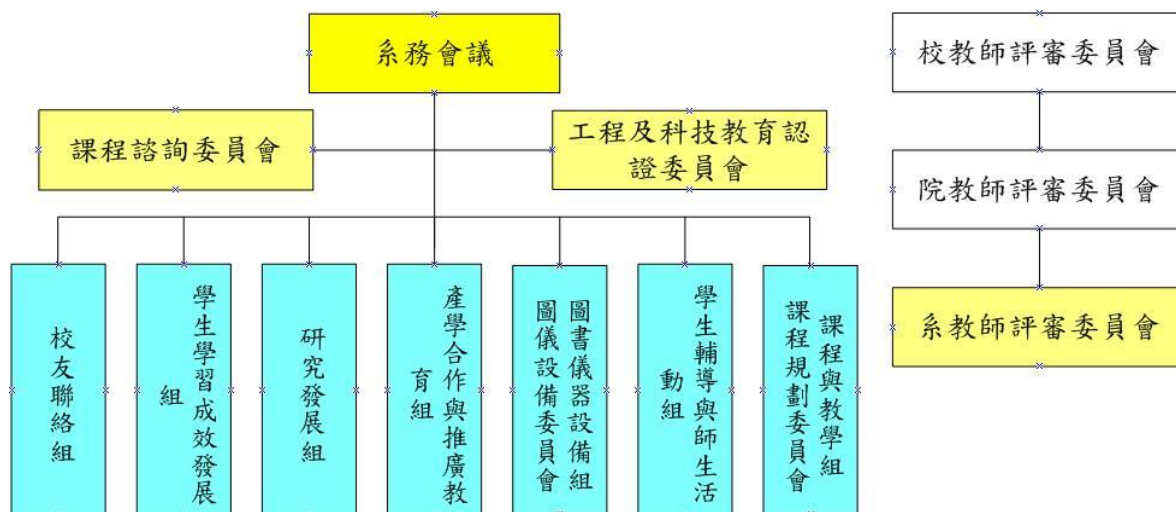 系務會議
校教師評審委員會
課程諮詢委員會
工程及科技教育認
證委員會
院教師評審委員會
系教師評審委員會
校友聯絡組
學生學習成效發展
組
研究發展組
產學合作與推廣教
育組
圖書儀器設備組
圖儀設備委員會
學生輔導與師生活
動組
課程與教學組
課程規劃委員會